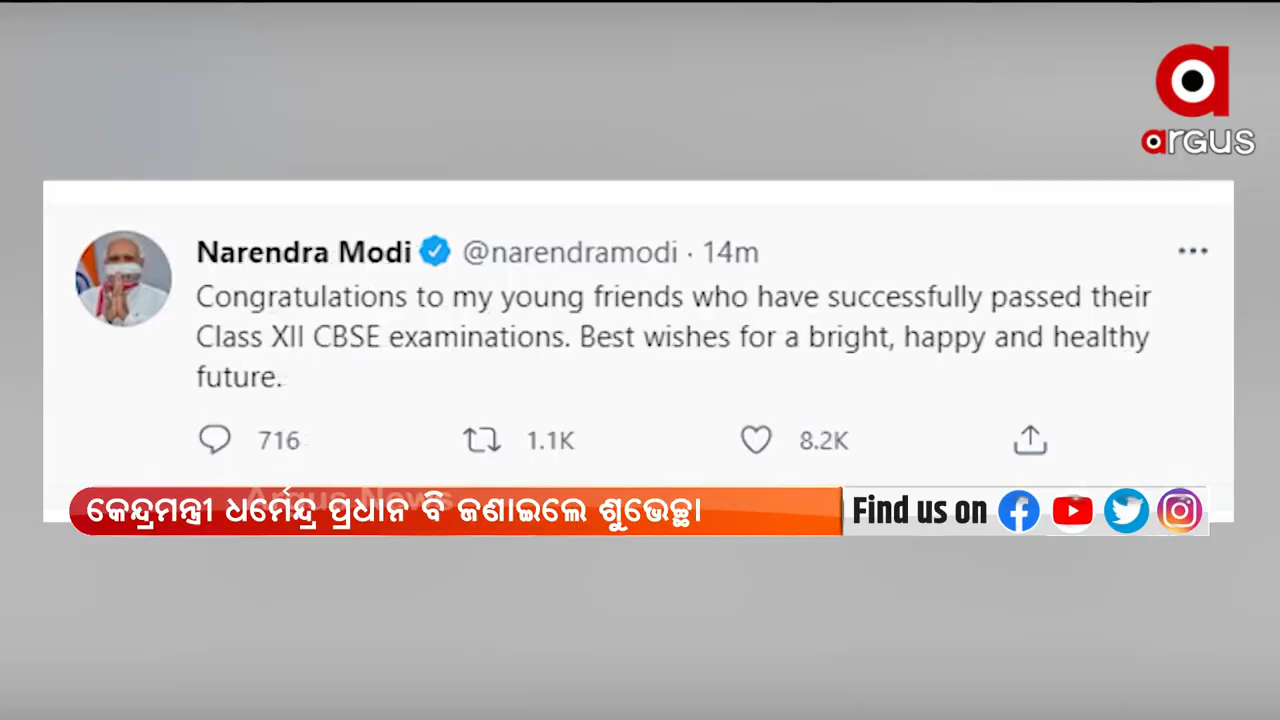 argus
Narendra Modi @narendramodi · 14m
Congratulations to my young friends who have successfully passed their
Class XII CBSE examinations. Best wishes for a bright, happy and healthy
future.
716 1.1K 8.2K
Argus News
କେନ୍ଦ୍ରମନ୍ତ୍ରୀ ଧର୍ମେନ୍ଦ୍ର ପ୍ରଧାନ ବି ଜଣାଇଲେ ଶୁଭେଚ୍ଛା
Find us on